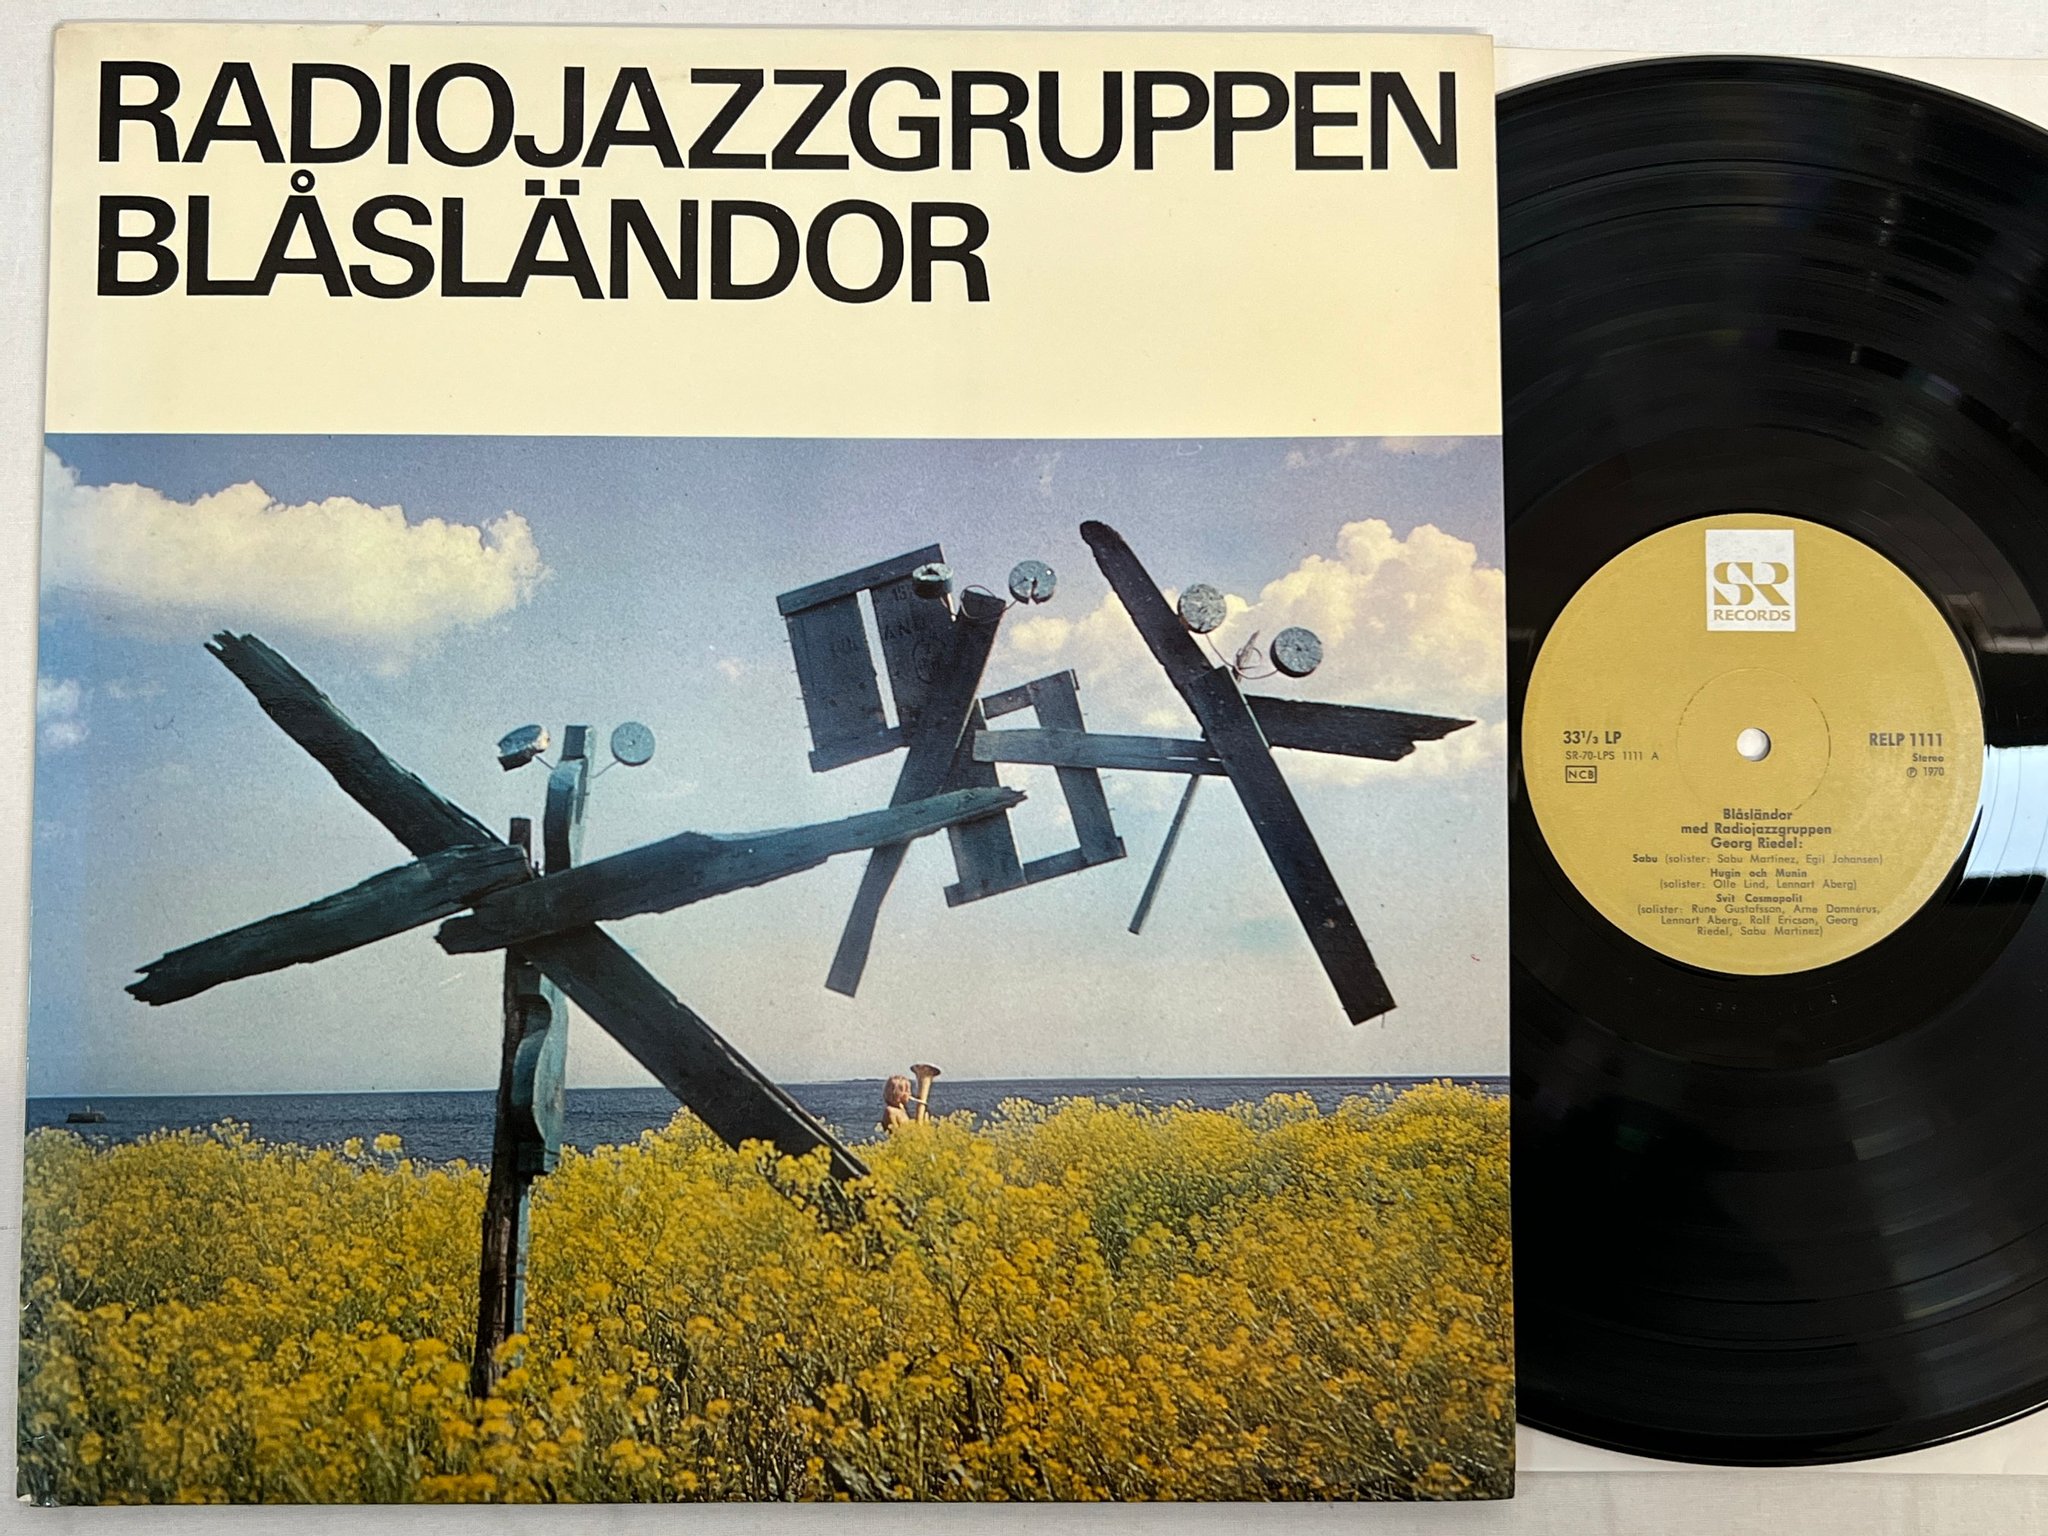 RADIOJAZZGRUPPEN
BLÅSLÄNDOR
SR
RECORDS
33 1/3 LP
SR-70-LPS 1111 A
NCB
RELP 1111
Stereo
℗ 1970
Blåsländor
med Radiojazzgruppen
Georg Riedel:
Sabu (solister: Sabu Martinez, Egil Johansen)
Hugin och Munin
(solister: Olle Lind, Lennart Åberg)
Svit Cosmopolit
(solister: Rune Gustafsson, Arne Domnérus,
Lennart Åberg, Rolf Ericson, Georg
Riedel, Sabu Martinez)